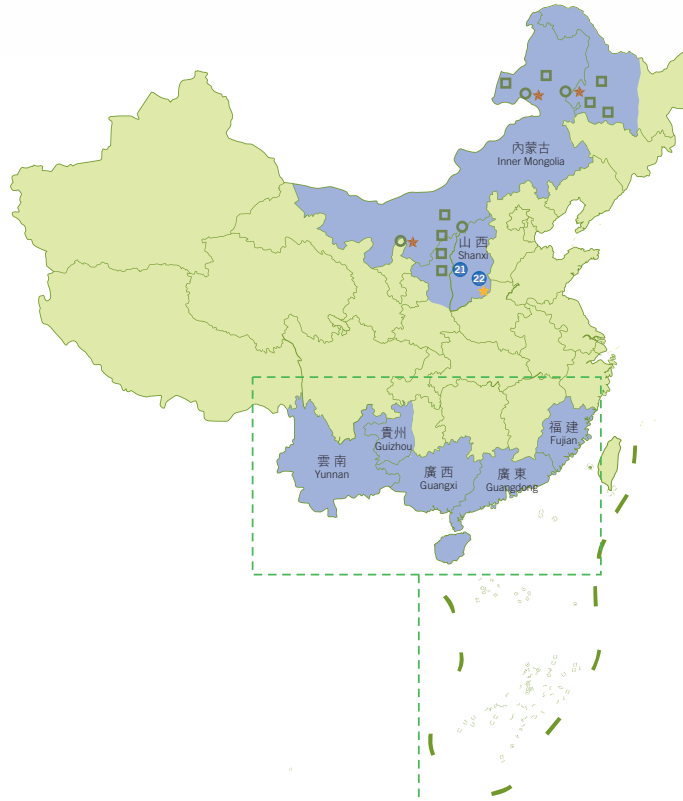 內蒙古
Inner Mongolia
山 西
Shanxi
21
22
福 建
Fujian
貴州
Guizhou
雲 南
Yunnan
廣 西
Guangxi
廣 東
Guangdong